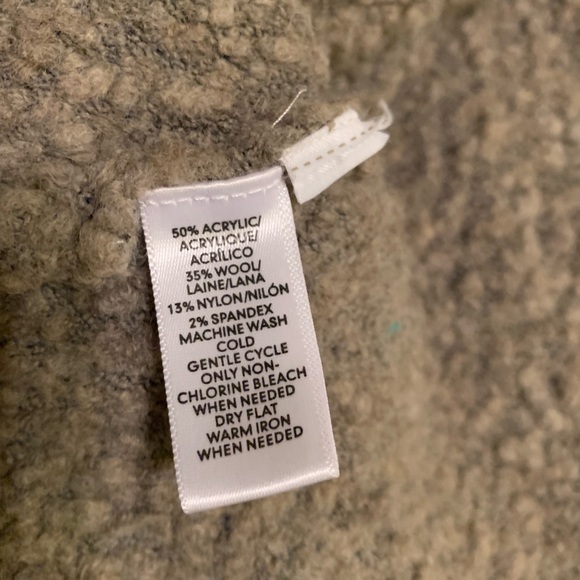 50% ACRYLIC/
ACRYLIQUE/
ACRÍLICO
35% WOOL/
LAINE/LANA
13% NYLON/NILÓN
2% SPANDEX
MACHINE WASH
COLD
GENTLE CYCLE
ONLY NON-
CHLORINE BLEACH
WHEN NEEDED
DRY FLAT
WARM IRON
WHEN NEEDED